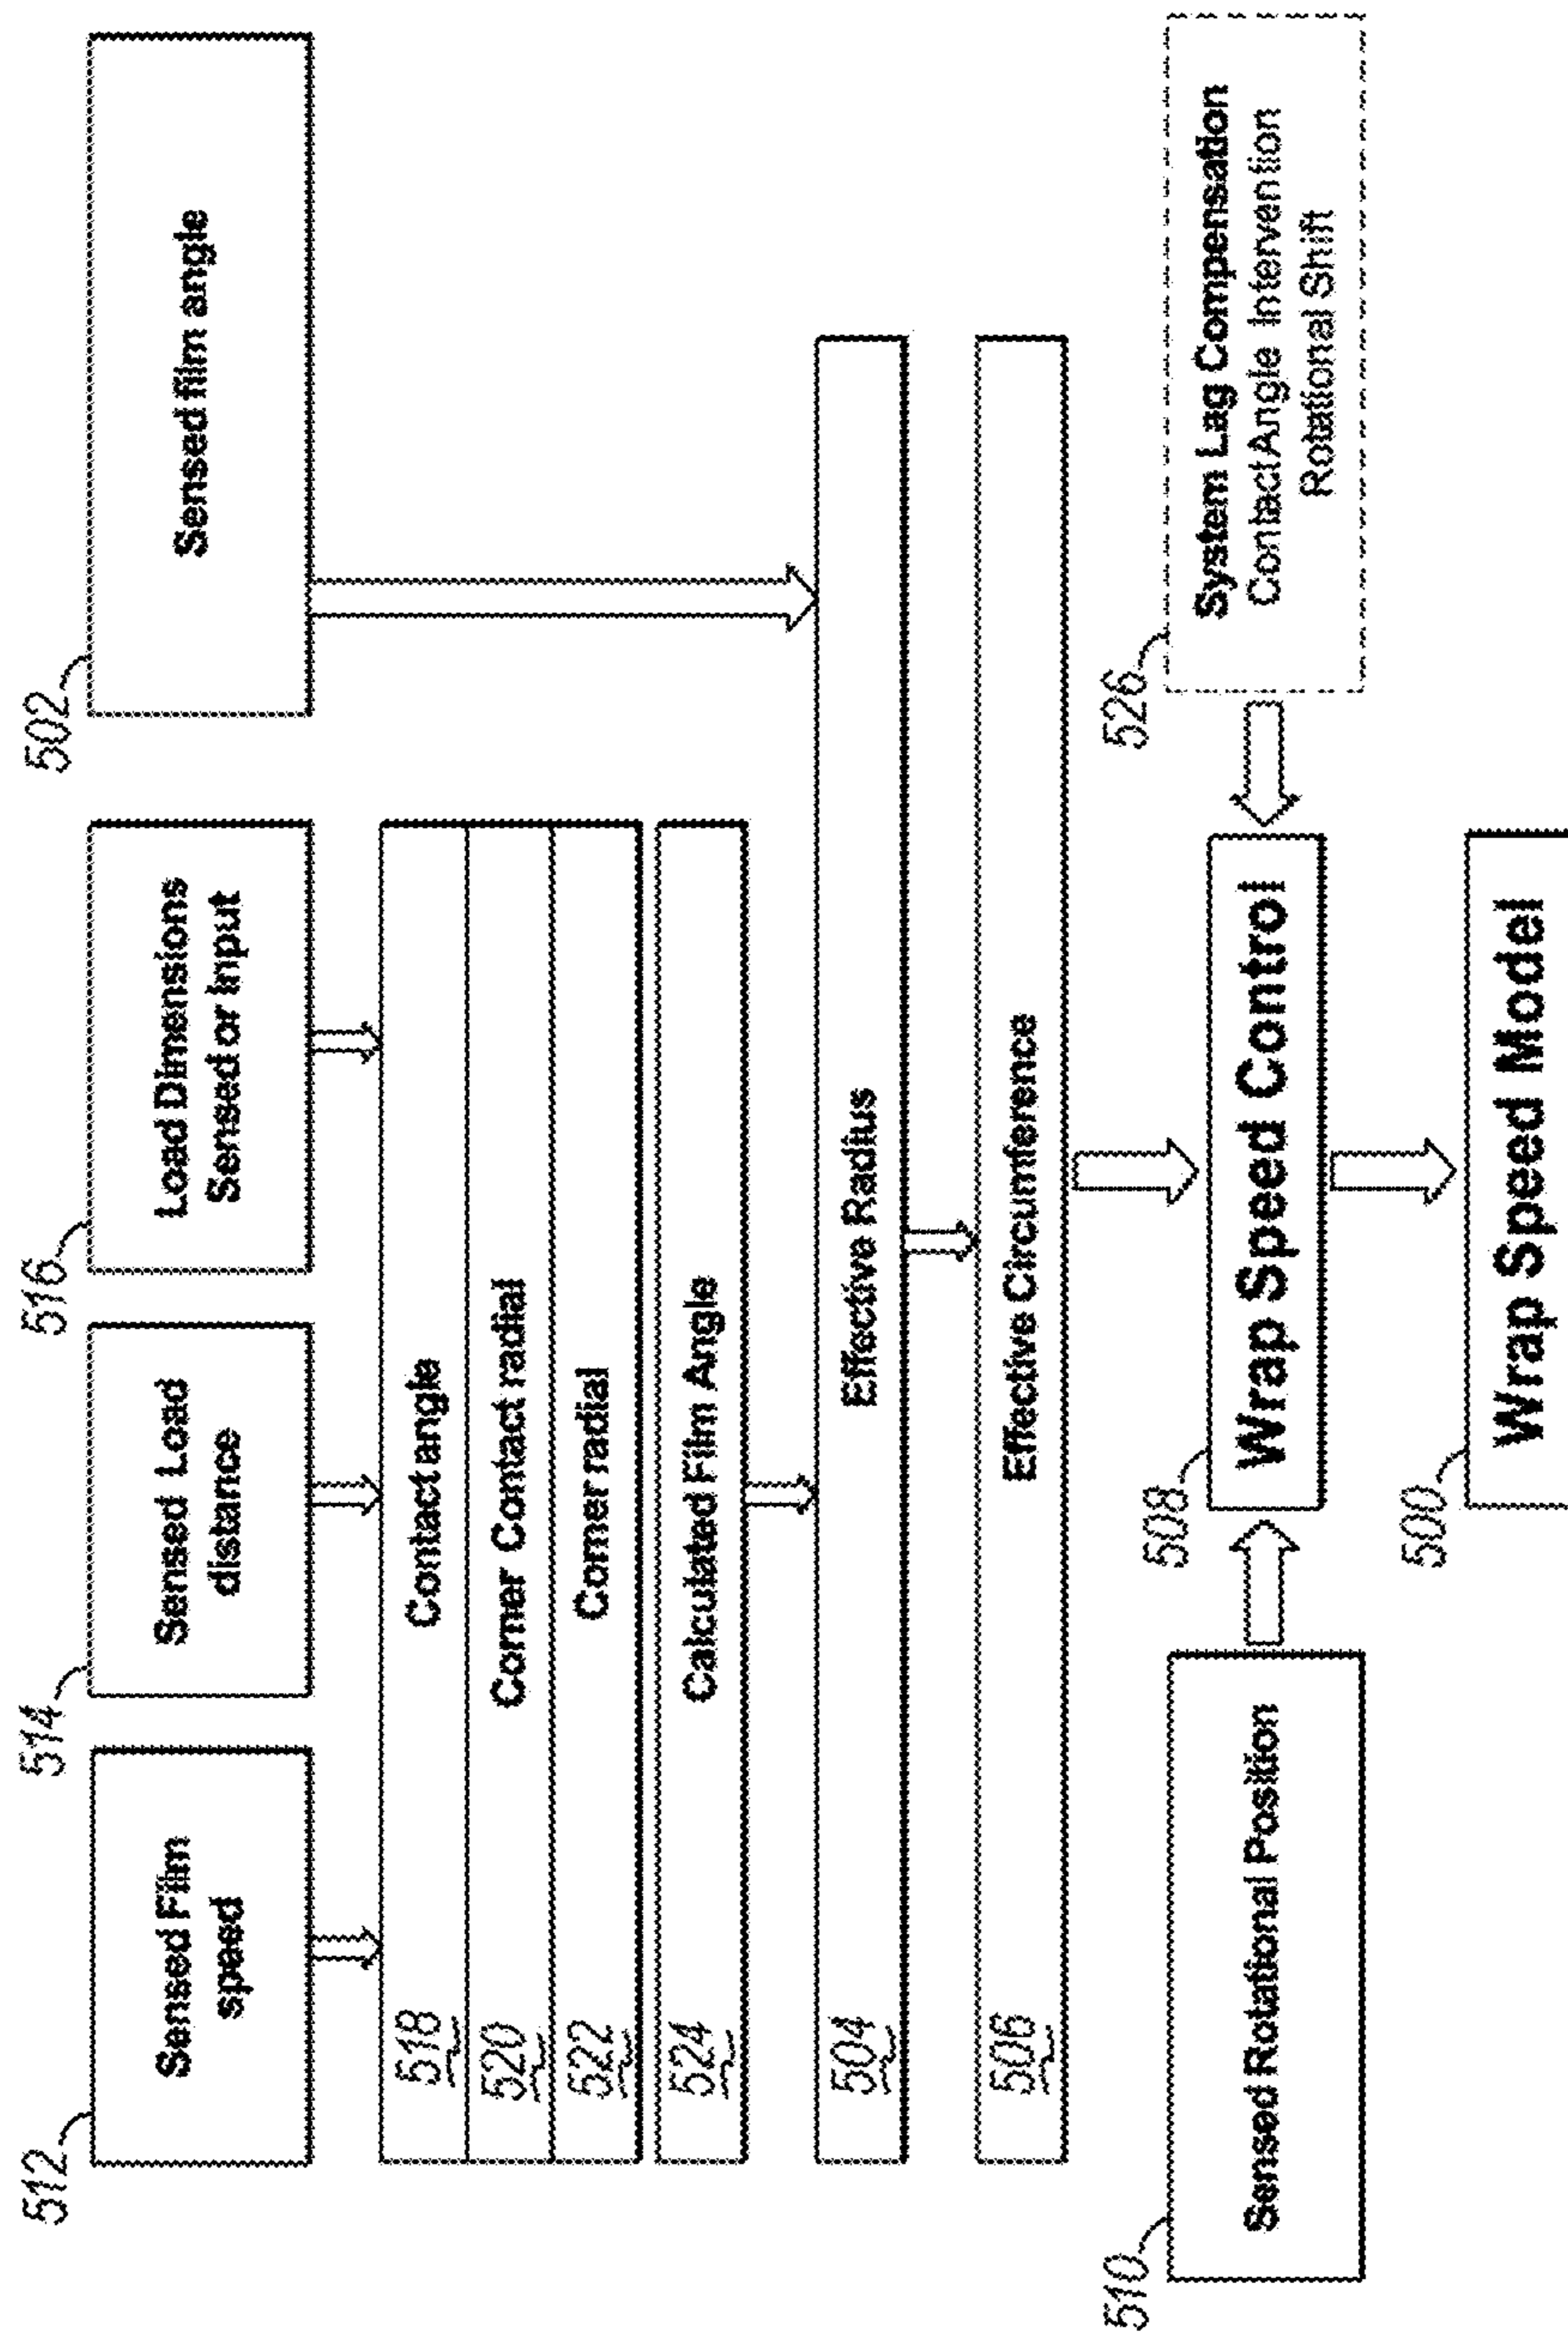 512
Sensed Film
speed
514
Sensed Load
distance
516
Load Dimensions
Sensed or Input
502
Sensed film angle
518
Contact angle
520
Corner Contact radial
522
Corner radial
524
Calculated Film Angle
504
Effective Radius
506
Effective Circumference
510
Sensed Rotational Position
508
Wrap Speed Control
526
System Lag Compensation
Contact Angle Intervention
Rotational Shift
500
Wrap Speed Model